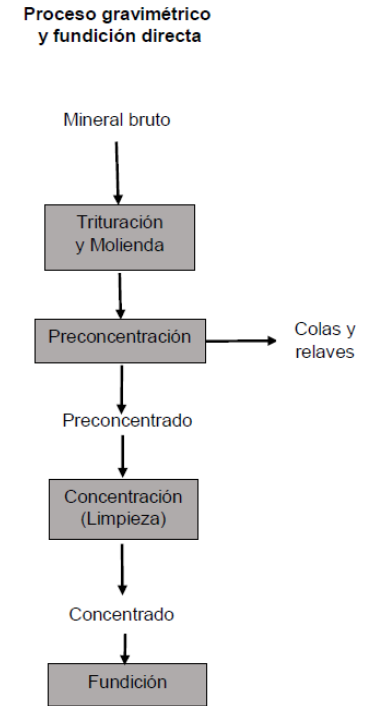 Proceso gravimétrico
y fundición directa
Mineral bruto
Trituración
y Molienda
Preconcentración
Colas y
relaves
Preconcentrado
Concentración
(Limpieza)
Concentrado
Fundición